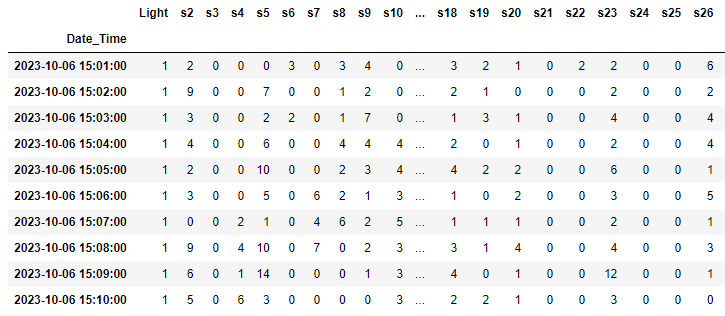 Light s2 s3 s4 s5 s6 s7 s8 s9 s10 ... s18 s19 s20 s21 s22 s23 s24 s25 s26
Date_Time
2023-10-06 15:01:00 1 2 0 0 0 3 0 3 4 0 ... 3 2 1 0 2 2 0 0 6
2023-10-06 15:02:00 1 9 0 0 7 0 0 1 2 0 ... 2 1 0 0 0 2 0 0 2
2023-10-06 15:03:00 1 3 0 0 2 2 0 1 7 0 ... 1 3 1 0 0 4 0 0 4
2023-10-06 15:04:00 1 4 0 0 6 0 0 4 4 4 ... 2 0 1 0 0 2 0 0 4
2023-10-06 15:05:00 1 2 0 0 10 0 0 2 3 4 ... 4 2 2 0 0 6 0 0 1
2023-10-06 15:06:00 1 3 0 0 5 0 6 2 1 3 ... 1 0 2 0 0 3 0 0 5
2023-10-06 15:07:00 1 0 0 2 1 0 4 6 2 5 ... 1 1 1 0 0 2 0 0 1
2023-10-06 15:08:00 1 9 0 4 10 0 7 0 2 3 ... 3 1 4 0 0 4 0 0 3
2023-10-06 15:09:00 1 6 0 1 14 0 0 0 1 3 ... 4 0 1 0 0 12 0 0 1
2023-10-06 15:10:00 1 5 0 6 3 0 0 0 0 3 ... 2 2 1 0 0 3 0 0 0